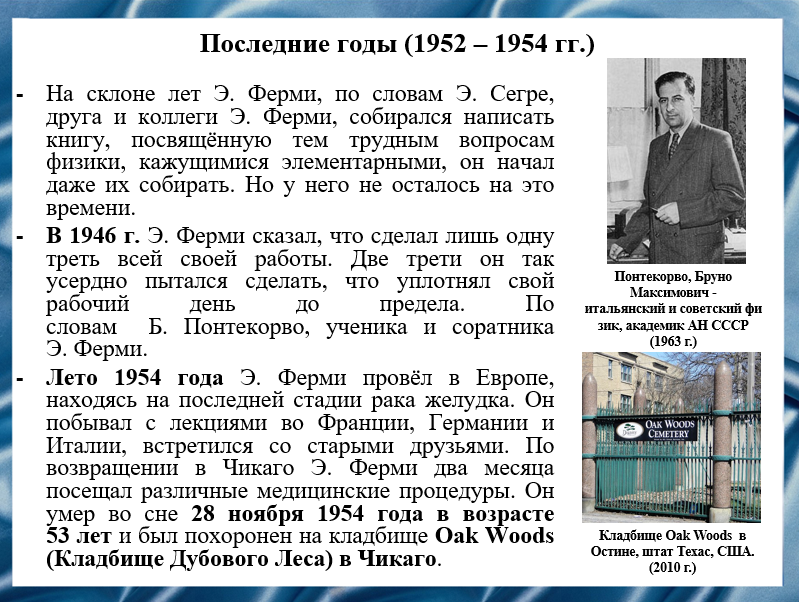 Последние годы (1952 – 1954 гг.)
- На склоне лет Э. Ферми, по словам Э. Сегре,
друга и коллеги Э. Ферми, собирался написать
книгу, посвящённую тем трудным вопросам
физики, кажущимися элементарными, он начал
даже их собирать. Но у него не осталось на это
времени.
- В 1946 г. Э. Ферми сказал, что сделал лишь одну
треть всей своей работы. Две трети он так
усердно пытался сделать, что уплотнял свой
рабочий день до предела. По
словам Б. Понтекорво, ученика и соратника
Э. Ферми.
- Лето 1954 года Э. Ферми провёл в Европе,
находясь на последней стадии рака желудка. Он
побывал с лекциями во Франции, Германии и
Италии, встретился со старыми друзьями. По
возвращении в Чикаго Э. Ферми два месяца
посещал различные медицинские процедуры. Он
умер во сне 28 ноября 1954 года в возрасте
53 лет и был похоронен на кладбище Oak Woods
(Кладбище Дубового Леса) в Чикаго.
Понтекорво, Бруно
Максимович -
итальянский и советский фи
зик, академик АН СССР
(1963 г.)
OAK WOODS
CEMETERY
Кладбище Oak Woods в
Остине, штат Техас, США.
(2010 г.)